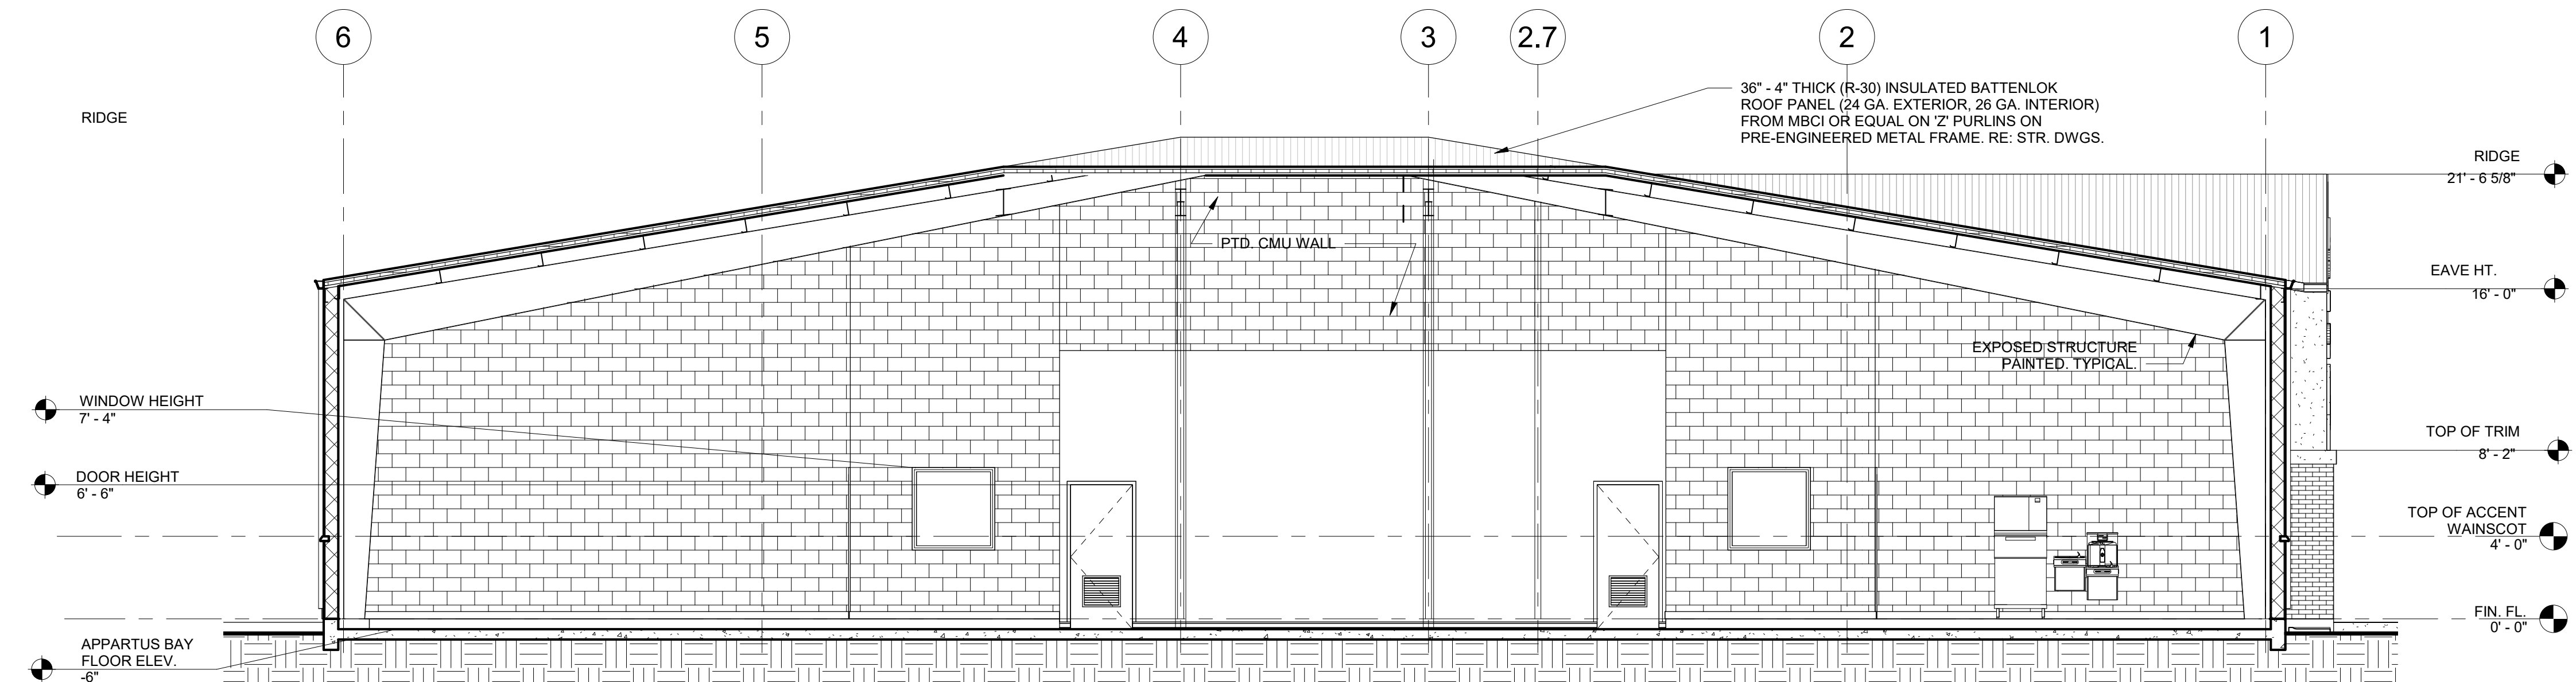 6
5
4
3
2.7
2
1
36" - 4" THICK (R-30) INSULATED BATTENLOK
ROOF PANEL (24 GA. EXTERIOR, 26 GA. INTERIOR)
FROM MBCI OR EQUAL ON 'Z' PURLINS ON
PRE-ENGINEERED METAL FRAME. RE: STR. DWGS.
RIDGE
RIDGE
21' - 6 5/8"
PTD. CMU WALL
EAVE HT.
16' - 0"
EXPOSED STRUCTURE
PAINTED. TYPICAL.
WINDOW HEIGHT
7' - 4"
TOP OF TRIM
8' - 2"
DOOR HEIGHT
6' - 6"
TOP OF ACCENT
WAINSCOT
4' - 0"
FIN. FL.
0' - 0"
APPARTUS BAY
FLOOR ELEV.
-6"